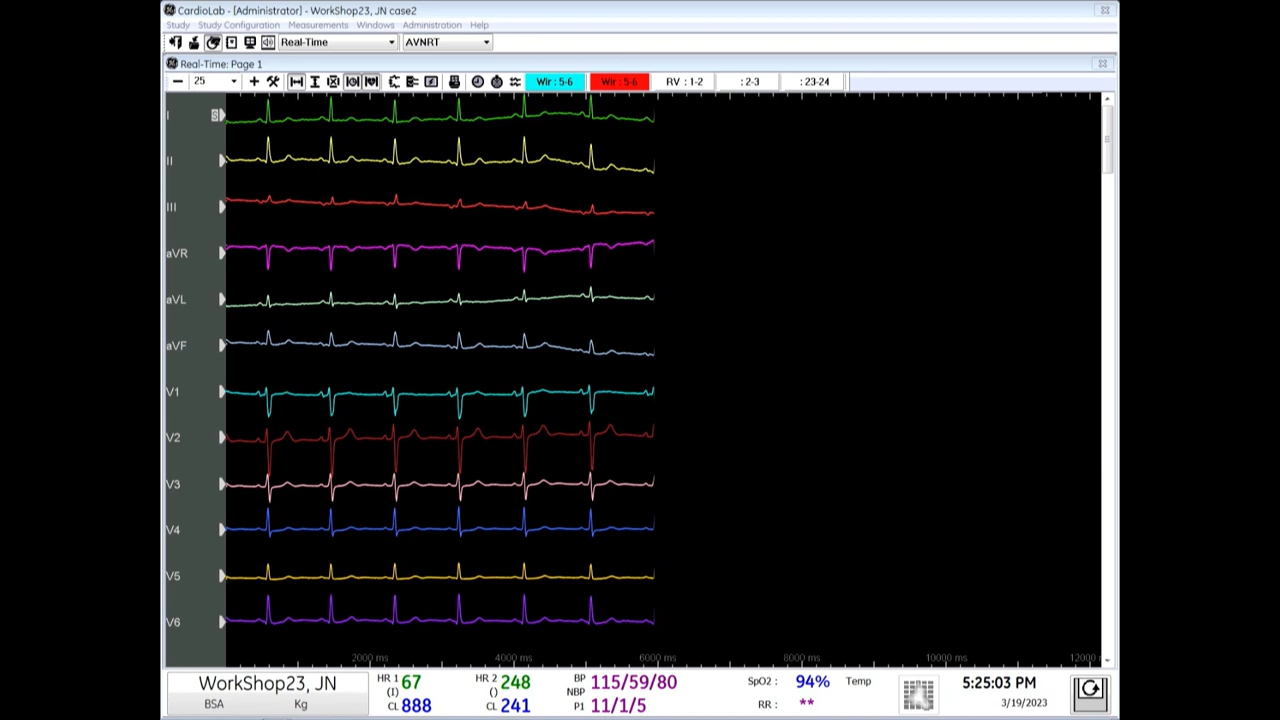 CardioLab - [Administrator] - WorkShop23, JN case2
Study Study Configuration Measurements Windows Administration Help
Real-Time AVNRT
Real-Time: Page 1
25 Wir : 5-6 Wir : 5-6 RV : 1-2 : 2-3 : 23-24
I S
II
III
aVR
aVL
aVF
V1
V2
V3
V4
V5
V6
2000 ms 4000 ms 6000 ms 8000 ms 10000 ms 12000
WorkShop23, JN
BSA Kg
HR 1 67
(I)
CL 888
HR 2 248
()
CL 241
BP 115/59/80
NBP
P1 11/1/5
SpO2 : 94% Temp
RR : **
5:25:03 PM
3/19/2023